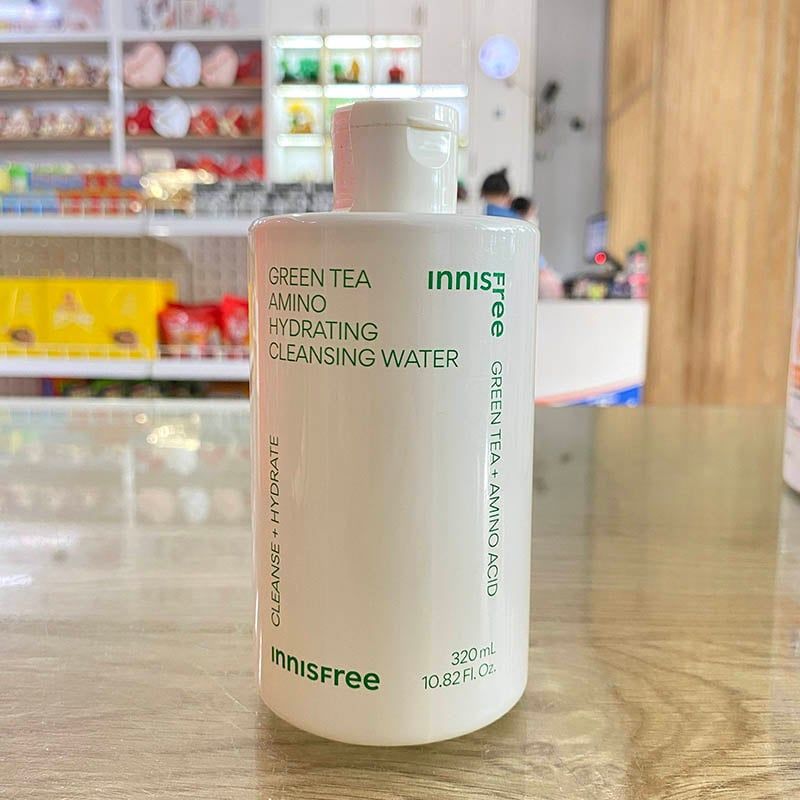 GREEN TEA
AMINO
HYDRATING
CLEANSING WATER
innisFree
GREEN TEA + AMINO ACID
CLEANSE + HYDRATE
innisFree
320 mL
10.82 Fl. Oz.